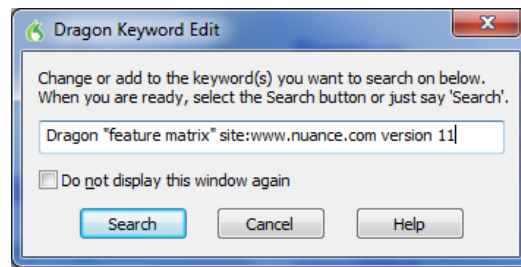 Dragon Keyword Edit
Change or add to the keyword(s) you want to search on below.
When you are ready, select the Search button or just say 'Search'.
Dragon "feature matrix" site:www.nuance.com version 11
Do not display this window again
Search Cancel Help